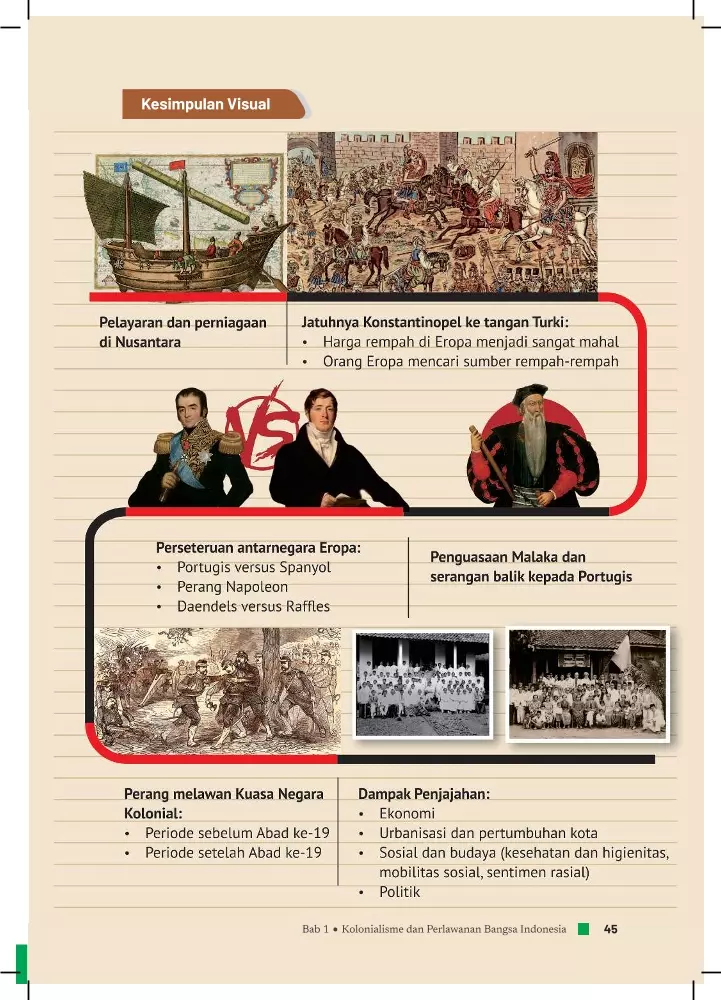 Kesimpulan Visual
Pelayaran dan perniagaan
di Nusantara
Jatuhnya Konstantinopel ke tangan Turki:
• Harga rempah di Eropa menjadi sangat mahal
• Orang Eropa mencari sumber rempah-rempah
VS
Perseteruan antarnegara Eropa:
• Portugis versus Spanyol
• Perang Napoleon
• Daendels versus Raffles
Penguasaan Malaka dan
serangan balik kepada Portugis
Perang melawan Kuasa Negara
Kolonial:
• Periode sebelum Abad ke-19
• Periode setelah Abad ke-19
Dampak Penjajahan:
• Ekonomi
• Urbanisasi dan pertumbuhan kota
• Sosial dan budaya (kesehatan dan higienitas,
mobilitas sosial, sentimen rasial)
• Politik
Bab 1 • Kolonialisme dan Perlawanan Bangsa Indonesia 45